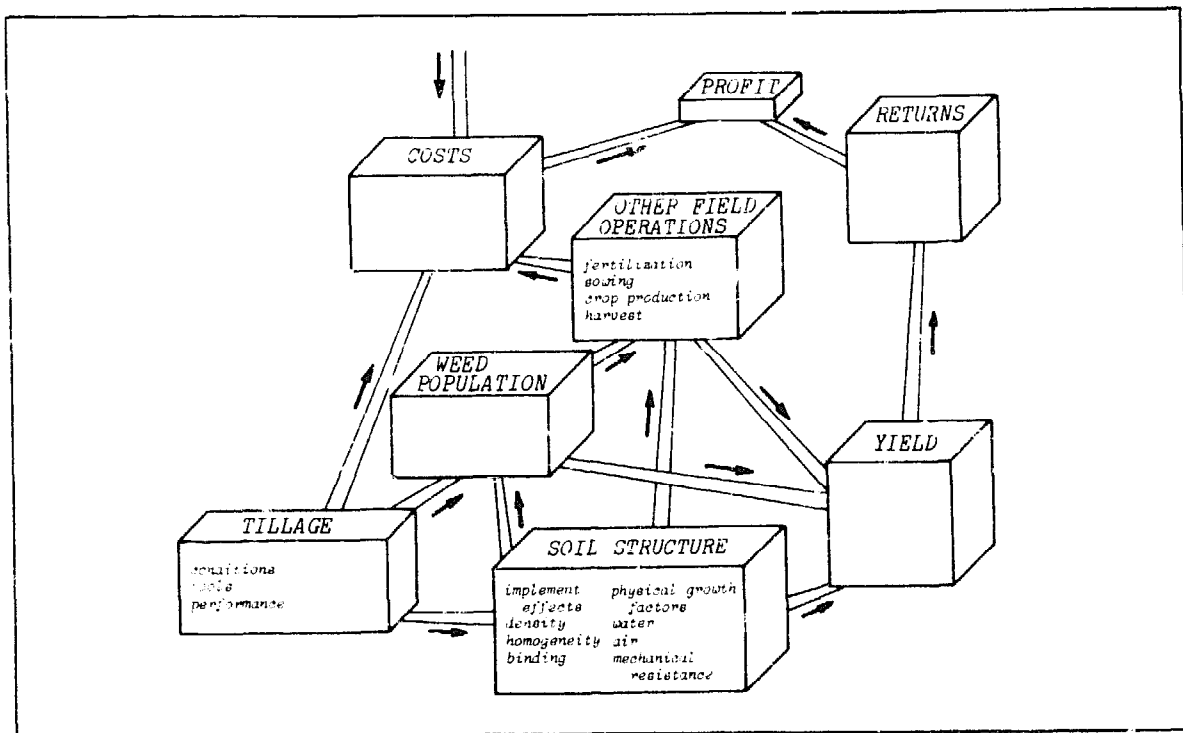 PROFIT
RETURNS
COSTS
OTHER FIELD
OPERATIONS
fertilization
sowing
crop production
harvest
WEED
POPULATION
YIELD
TILLAGE
conditions
tools
performance
SOIL STRUCTURE
implement
effects
density
homogeneity
binding
physical growth
factors
water
air
mechanical
resistance